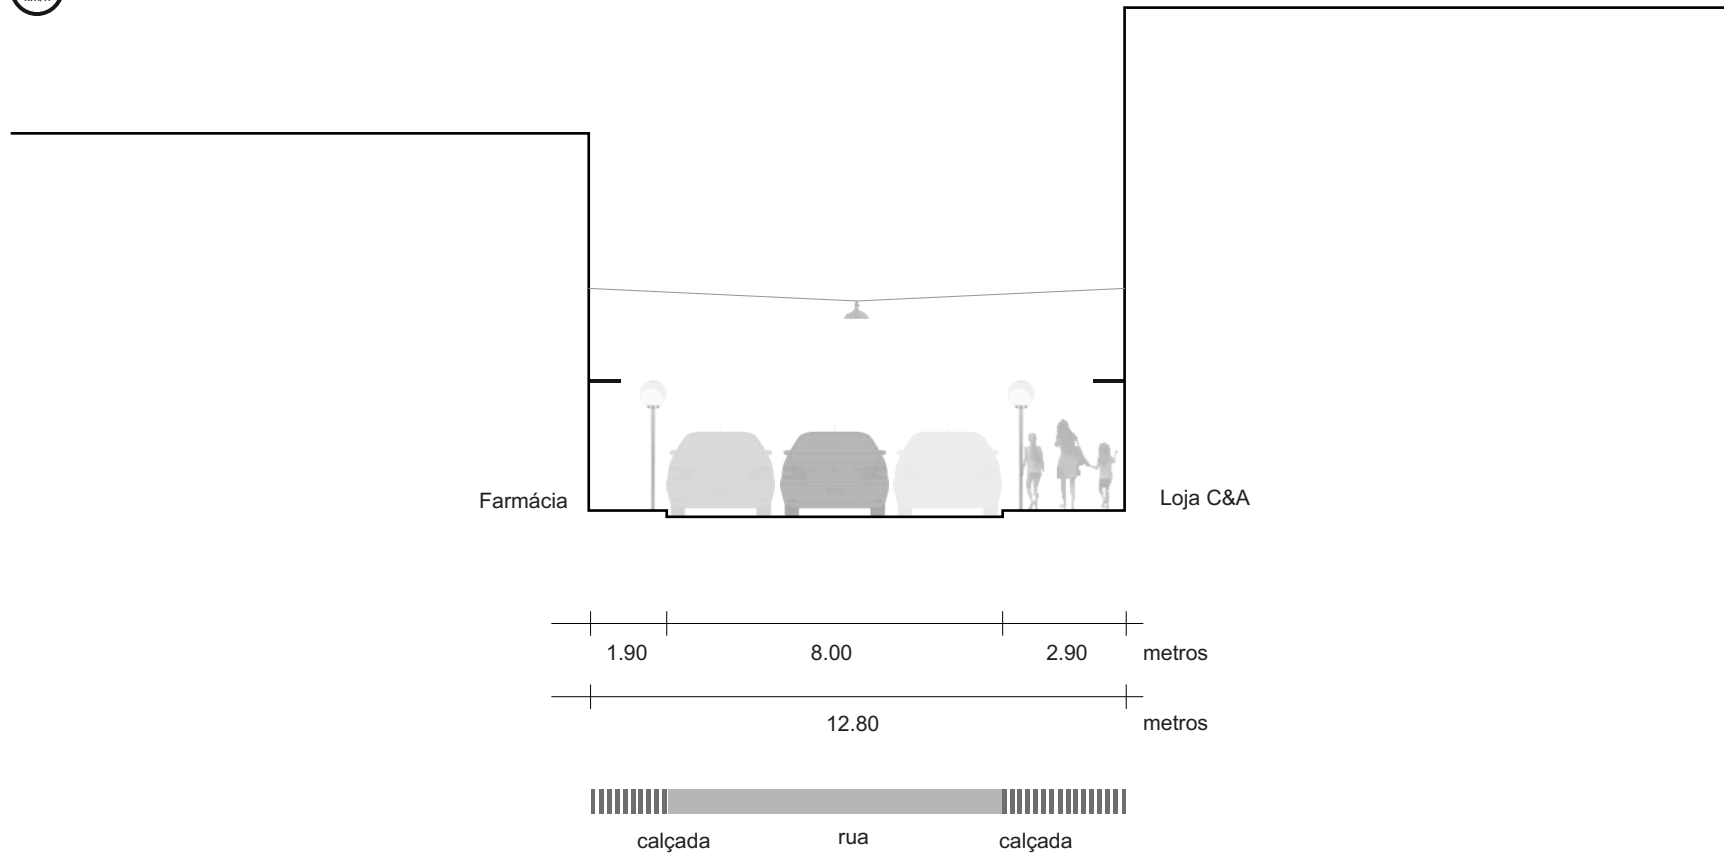 Farmácia
Loja C&A
1.90 8.00 2.90 metros
12.80 metros
calçada rua calçada